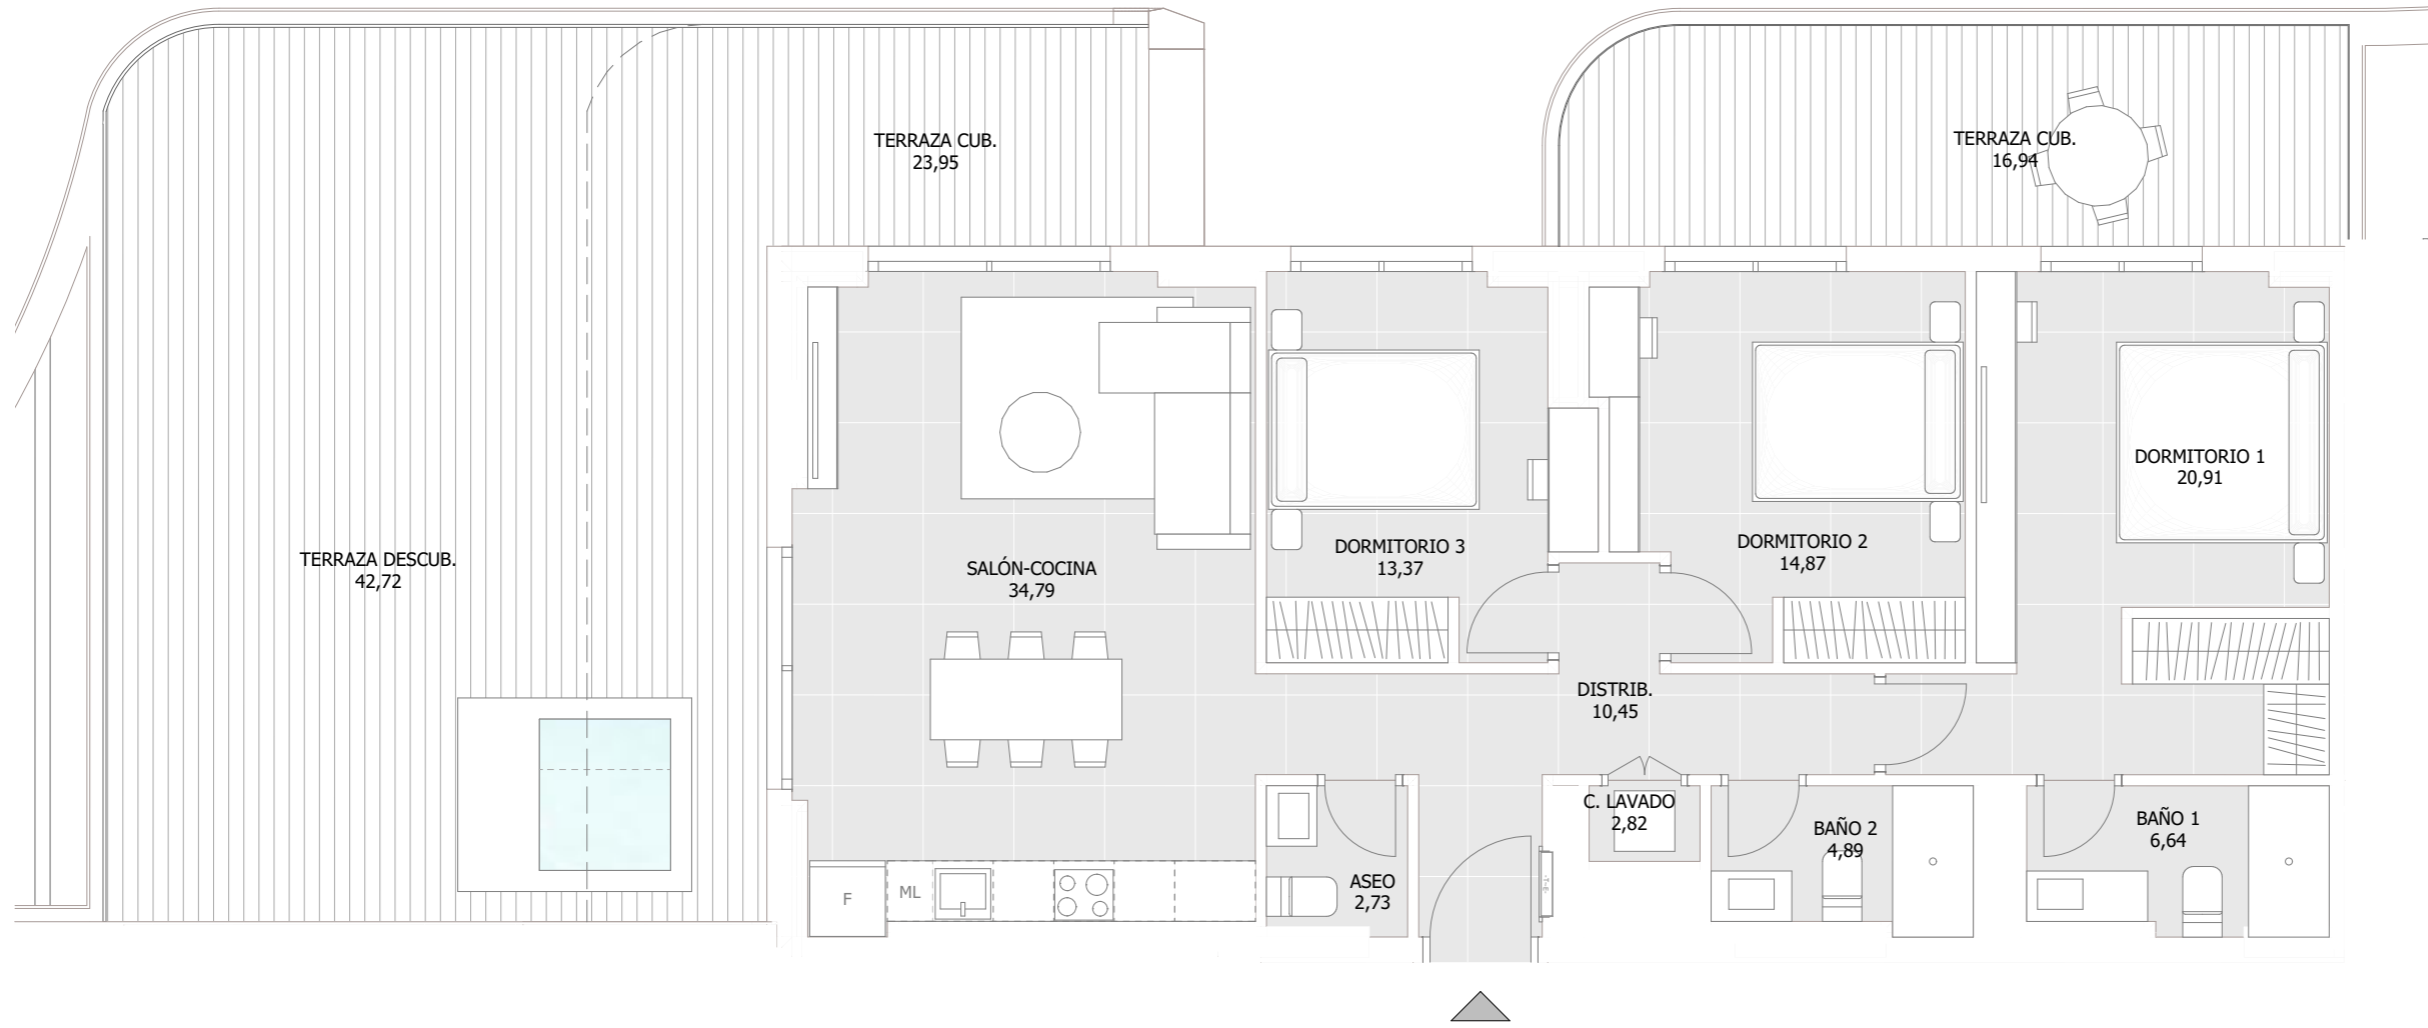 TERRAZA CUB.
23,95
TERRAZA CUB.
16,94
DORMITORIO 1
20,91
DORMITORIO 3
13,37
DORMITORIO 2
14,87
TERRAZA DESCUB.
42,72
SALÓN-COCINA
34,79
DISTRIB.
10,45
C. LAVADO
2,82
BAÑO 2
4,89
BAÑO 1
6,64
ASEO
2,73
F
ML